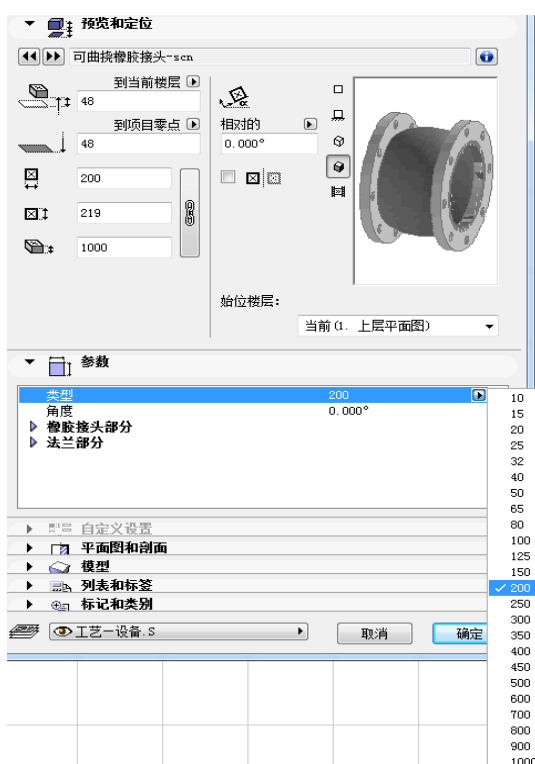 预览和定位
可曲挠橡胶接头-scn
到当前楼层
48
到项目零点
48
相对的
0.000°
200
219
1000
始位楼层:
当前(1. 上层平面图)
参数
类型 200
角度 0.000°
橡胶接头部分
法兰部分
自定义设置
平面图和剖面
模型
列表和标签
标记和类别
工艺—设备.S
取消
确定
10
15
20
25
32
40
50
65
80
100
125
150
200
250
300
350
400
450
500
600
700
800
900
1000